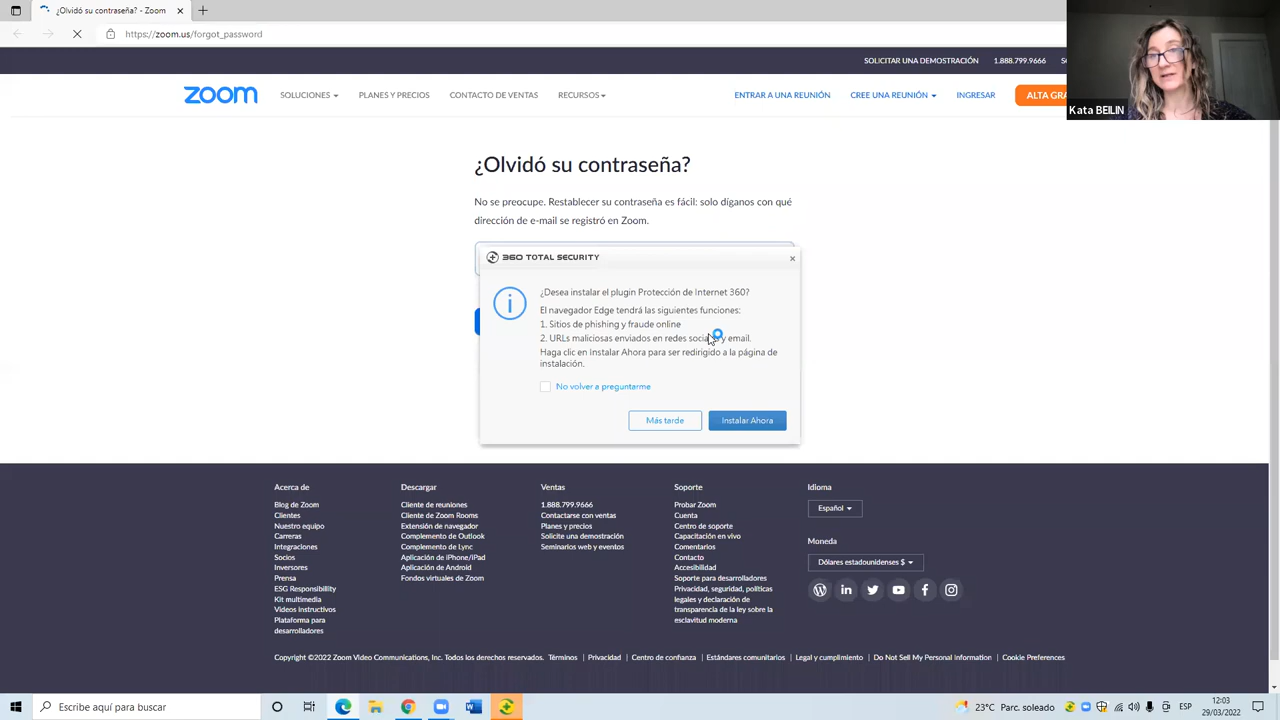 ¿Olvidó su contraseña? - Zoom
https://zoom.us/forgot_password
SOLICITAR UNA DEMOSTRACIÓN
1.888.799.9666
zoom
SOLUCIONES
PLANES Y PRECIOS
CONTACTO DE VENTAS
RECURSOS
ENTRAR A UNA REUNIÓN
CREE UNA REUNIÓN
INGRESAR
ALTA GRA
Kata BEILIN
¿Olvidó su contraseña?
No se preocupe. Restablecer su contraseña es fácil: solo díganos con qué
dirección de e-mail se registró en Zoom.
360 TOTAL SECURITY
¿Desea instalar el plugin Protección de Internet 360?
El navegador Edge tendrá las siguientes funciones:
1. Sitios de phishing y fraude online
2. URLs maliciosas enviados en redes sociales y email.
Haga clic en Instalar Ahora para ser redirigido a la página de
instalación.
No volver a preguntarme
Más tarde
Instalar Ahora
Acerca de
Blog de Zoom
Clientes
Nuestro equipo
Carreras
Integraciones
Socios
Inversores
Prensa
ESG Responsibility
Kit multimedia
Videos instructivos
Plataforma para
desarrolladores
Descargar
Cliente de reuniones
Cliente de Zoom Rooms
Extensión de navegador
Complemento de Outlook
Complemento de Lync
Aplicación de iPhone/iPad
Aplicación de Android
Fondos virtuales de Zoom
Ventas
1.888.799.9666
Contactarse con ventas
Planes y precios
Solicite una demostración
Seminarios web y eventos
Soporte
Probar Zoom
Cuenta
Centro de soporte
Capacitación en vivo
Comentarios
Contacto
Accesibilidad
Soporte para desarrolladores
Privacidad, seguridad, políticas
legales y declaración de
transparencia de la ley sobre la
esclavitud moderna
Idioma
Español
Moneda
Dólares estadounidenses $
Copyright ©2022 Zoom Video Communications, Inc. Todos los derechos reservados. Términos | Privacidad | Centro de confianza | Estándares comunitarios | Legal y cumplimiento | Do Not Sell My Personal Information | Cookie Preferences
Escribe aquí para buscar
23°C Parc. soleado
ESP
12:03
29/03/2022